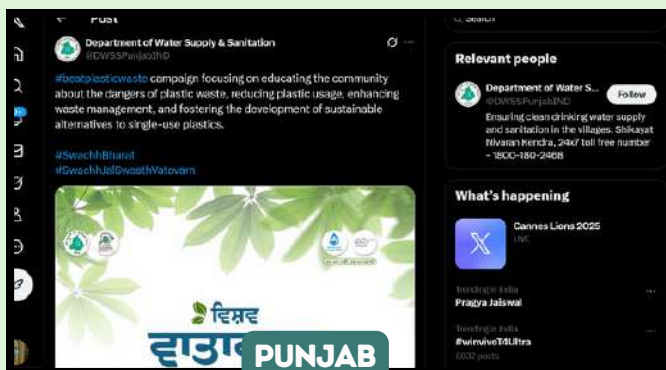 Post
Department of Water Supply & Sanitation
@DWSSPunjabIND
#beatplasticwaste campaign focusing on educating the community
about the dangers of plastic waste, reducing plastic usage, enhancing
waste management, and fostering the development of sustainable
alternatives to single-use plastics.
#SwachhBharat
#SwachhJalSwasthVatavarn
ਵਿਸ਼ਵ
PUNJAB
Search
Relevant people
Department of Water S...
@DWSSPunjabIND
Follow
Ensuring clean drinking water supply
and sanitation in the villages. Shikayat
Nivaran Kendra, 24x7 toll free number
- 1800-180-2468
What's happening
Cannes Lions 2025
LIVE
Trending in India
Pragya Jaiswal
Trending in India
#winviveT4Ultra
7,032 posts